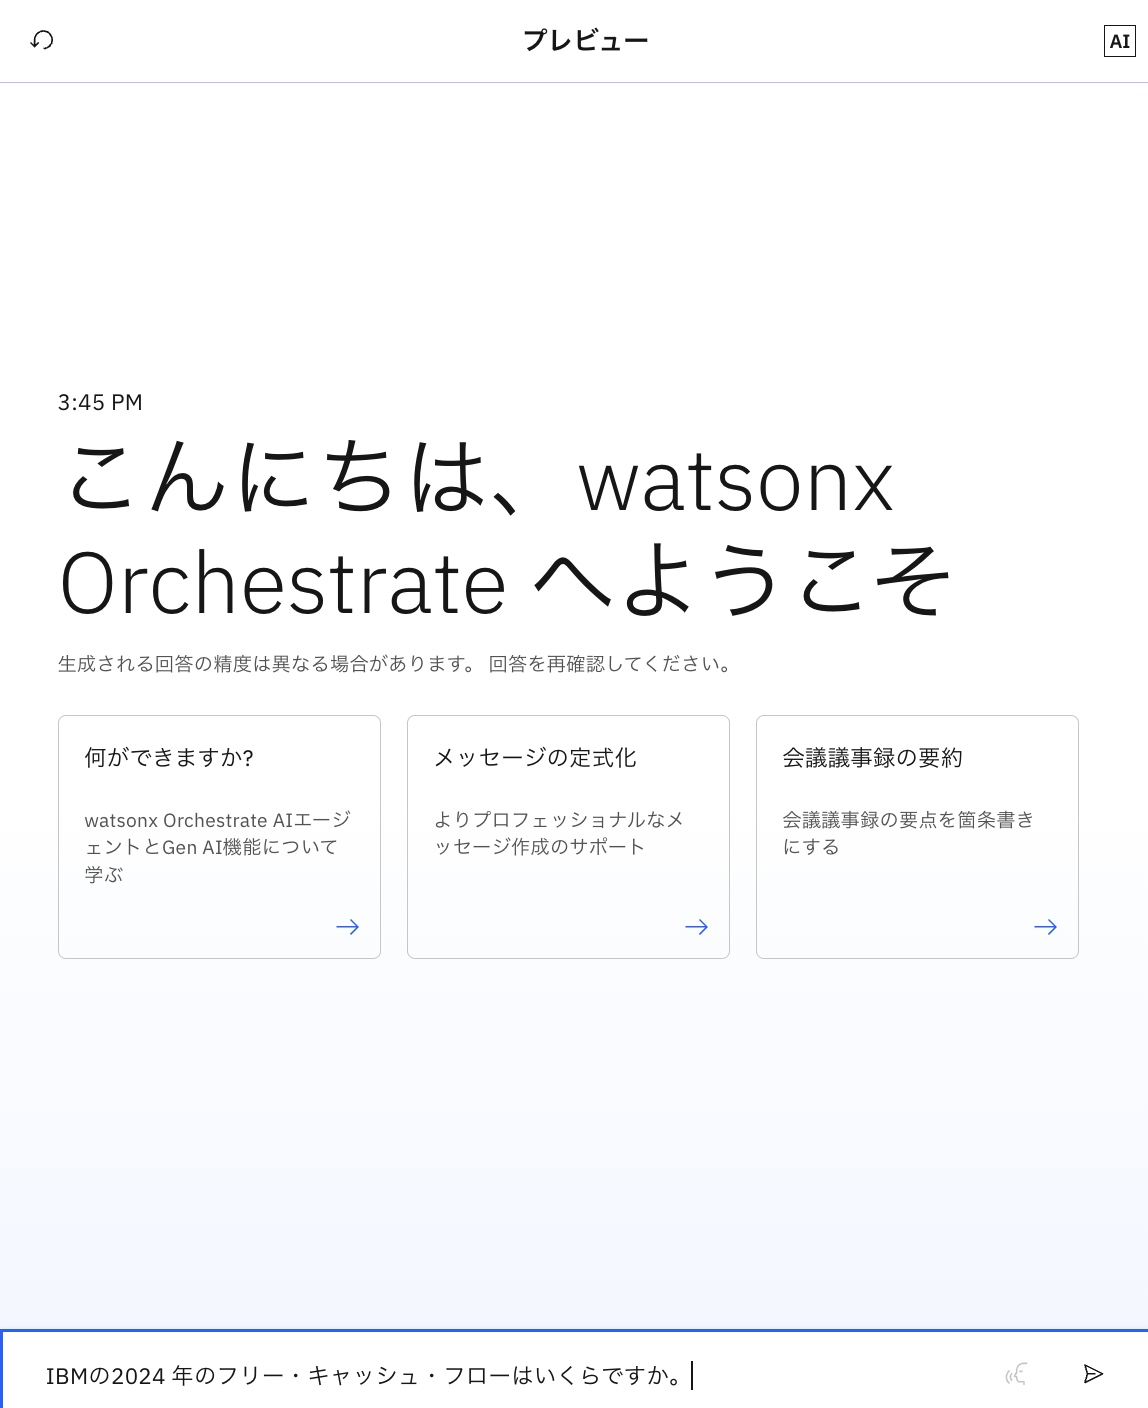 プレビュー
AI
3:45 PM
こんにちは、watsonx
Orchestrate へようこそ
生成される回答の精度は異なる場合があります。 回答を再確認してください。
何ができますか?
watsonx Orchestrate AIエージ
ェントとGen AI機能について
学ぶ
メッセージの定式化
よりプロフェッショナルなメ
ッセージ作成のサポート
会議議事録の要約
会議議事録の要点を箇条書き
にする
IBMの2024 年のフリー・キャッシュ・フローはいくらですか。